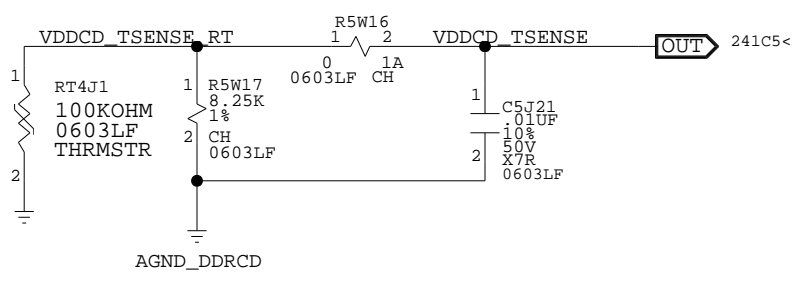 R5W16
VDDCD_TSENSE_RT
1
2
VDDCD_TSENSE
OUT
241C5<
0
1A
0603LF
CH
1
RT4J1
100KOHM
0603LF
THRMSTR
2
1
R5W17
8.25K
1%
2
CH
0603LF
1
C5J21
.01UF
10%
50V
2
X7R
0603LF
AGND_DDRCD